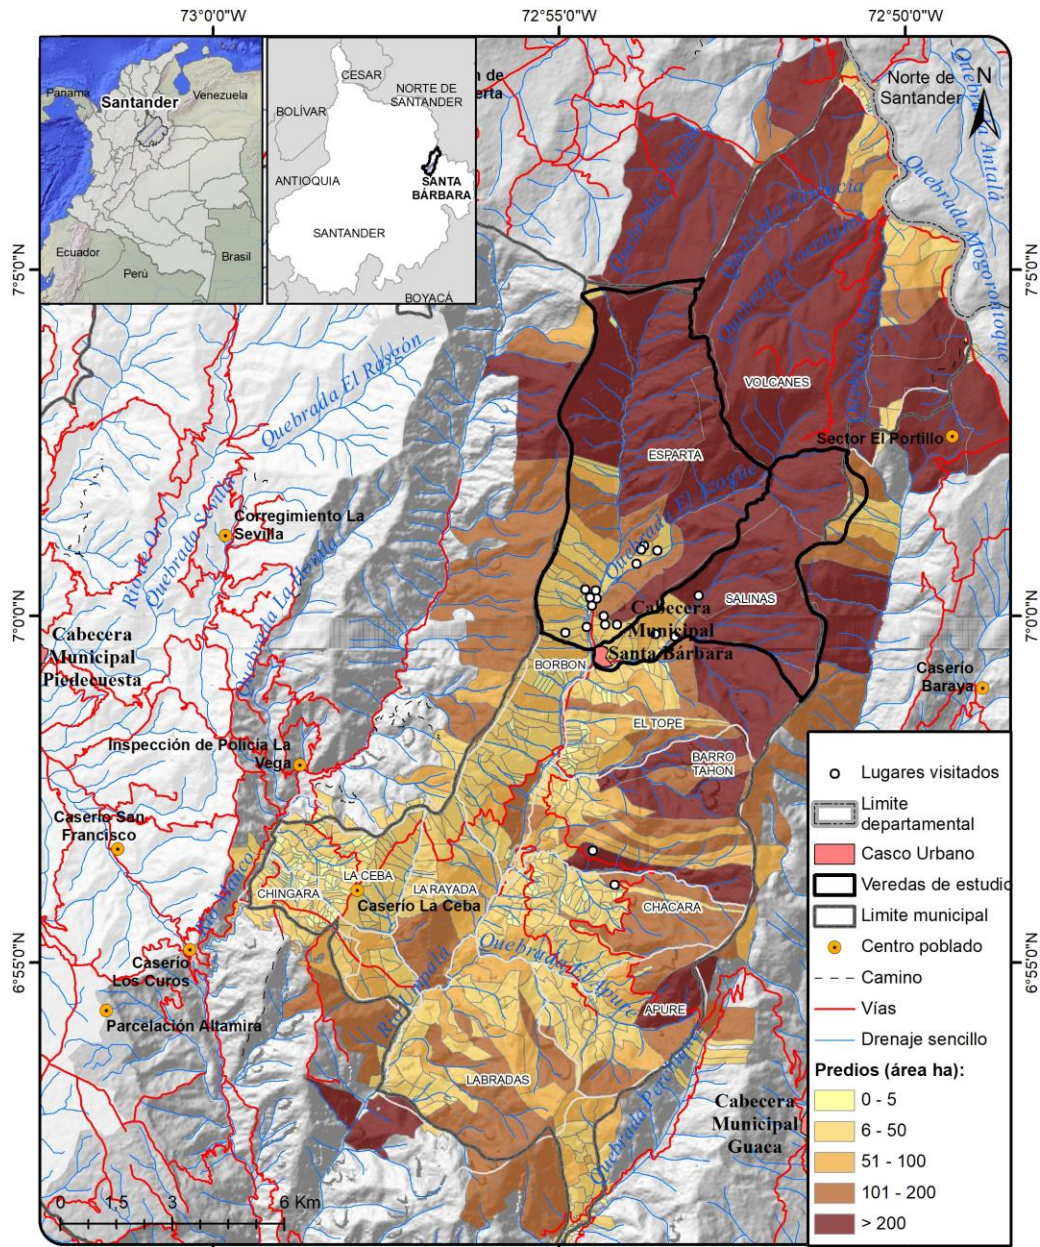 73°0'0"W
72°55'0"W
72°50'0"W
Panamá
Santander
Venezuela
Ecuador
Perú
Brasil
CESAR
NORTE DE
SANTANDER
BOLÍVAR
ANTIOQUIA
SANTA
BÁRBARA
SANTANDER
BOYACÁ
n de
erta
Norte de
Santander
N
Quebrada Antalá
Quebrada Mogorontoque
7°5'0"N
7°5'0"N
VOLCANES
Quebrada El Rasgón
ESPARTA
Sector El Portillo
Quebrada El Azogue
Corregimiento La
Sevilla
Río de Oro
Quebrada Sevilla
7°0'0"N
7°0'0"N
SALINAS
Cabecera
Municipal
Santa Bárbara
Cabecera
Municipal
Piedecuesta
BORBON
Caserío
Baraya
EL TOPE
Inspección de Policía La
Vega
BARRO
TAHON
Caserío San
Francisco
LA CEBA
CHINGARA
LA RAYADA
Caserío La Ceba
CHACARA
Río Manco
Quebrada El Apure
6°55'0"N
6°55'0"N
Caserío
Los Curos
Río Umpalá
Parcelación Altamira
APURE
LABRADAS
Cabecera
Municipal
Guaca
0
1,5
3
6 Km
Lugares visitados
Limite
departamental
Casco Urbano
Veredas de estudio
Limite municipal
Centro poblado
Camino
Vías
Drenaje sencillo
Predios (área ha):
0 - 5
6 - 50
51 - 100
101 - 200
> 200